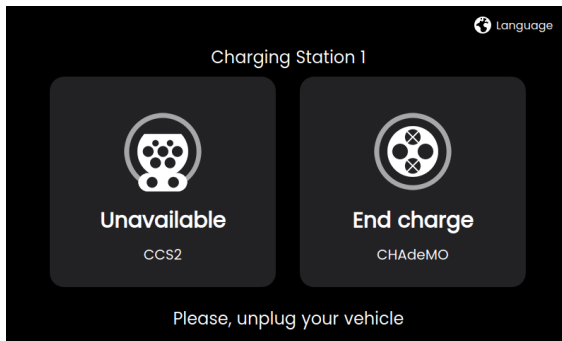 Language
Charging Station 1
Unavailable
CCS2
End charge
CHAdeMO
Please, unplug your vehicle